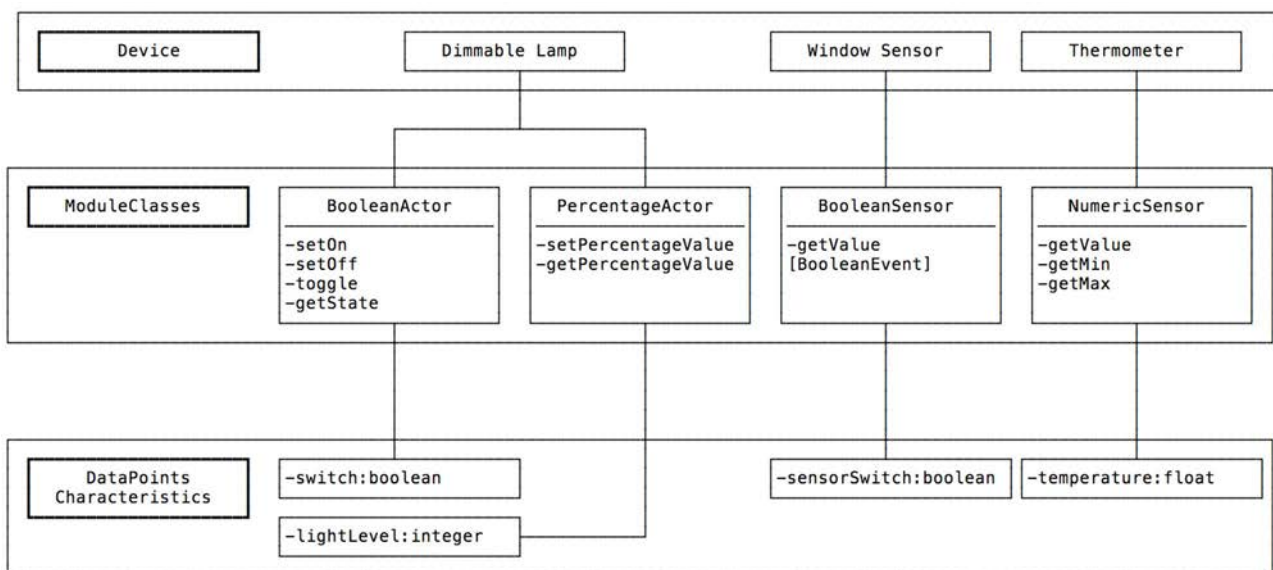 Device
Dimmable Lamp
Window Sensor
Thermometer
ModuleClasses
BooleanActor
-setOn
-setOff
-toggle
-getState
PercentageActor
-setPercentageValue
-getPercentageValue
BooleanSensor
-getValue
[BooleanEvent]
NumericSensor
-getValue
-getMin
-getMax
DataPoints
Characteristics
-switch:boolean
-lightLevel:integer
-sensorSwitch:boolean
-temperature:float